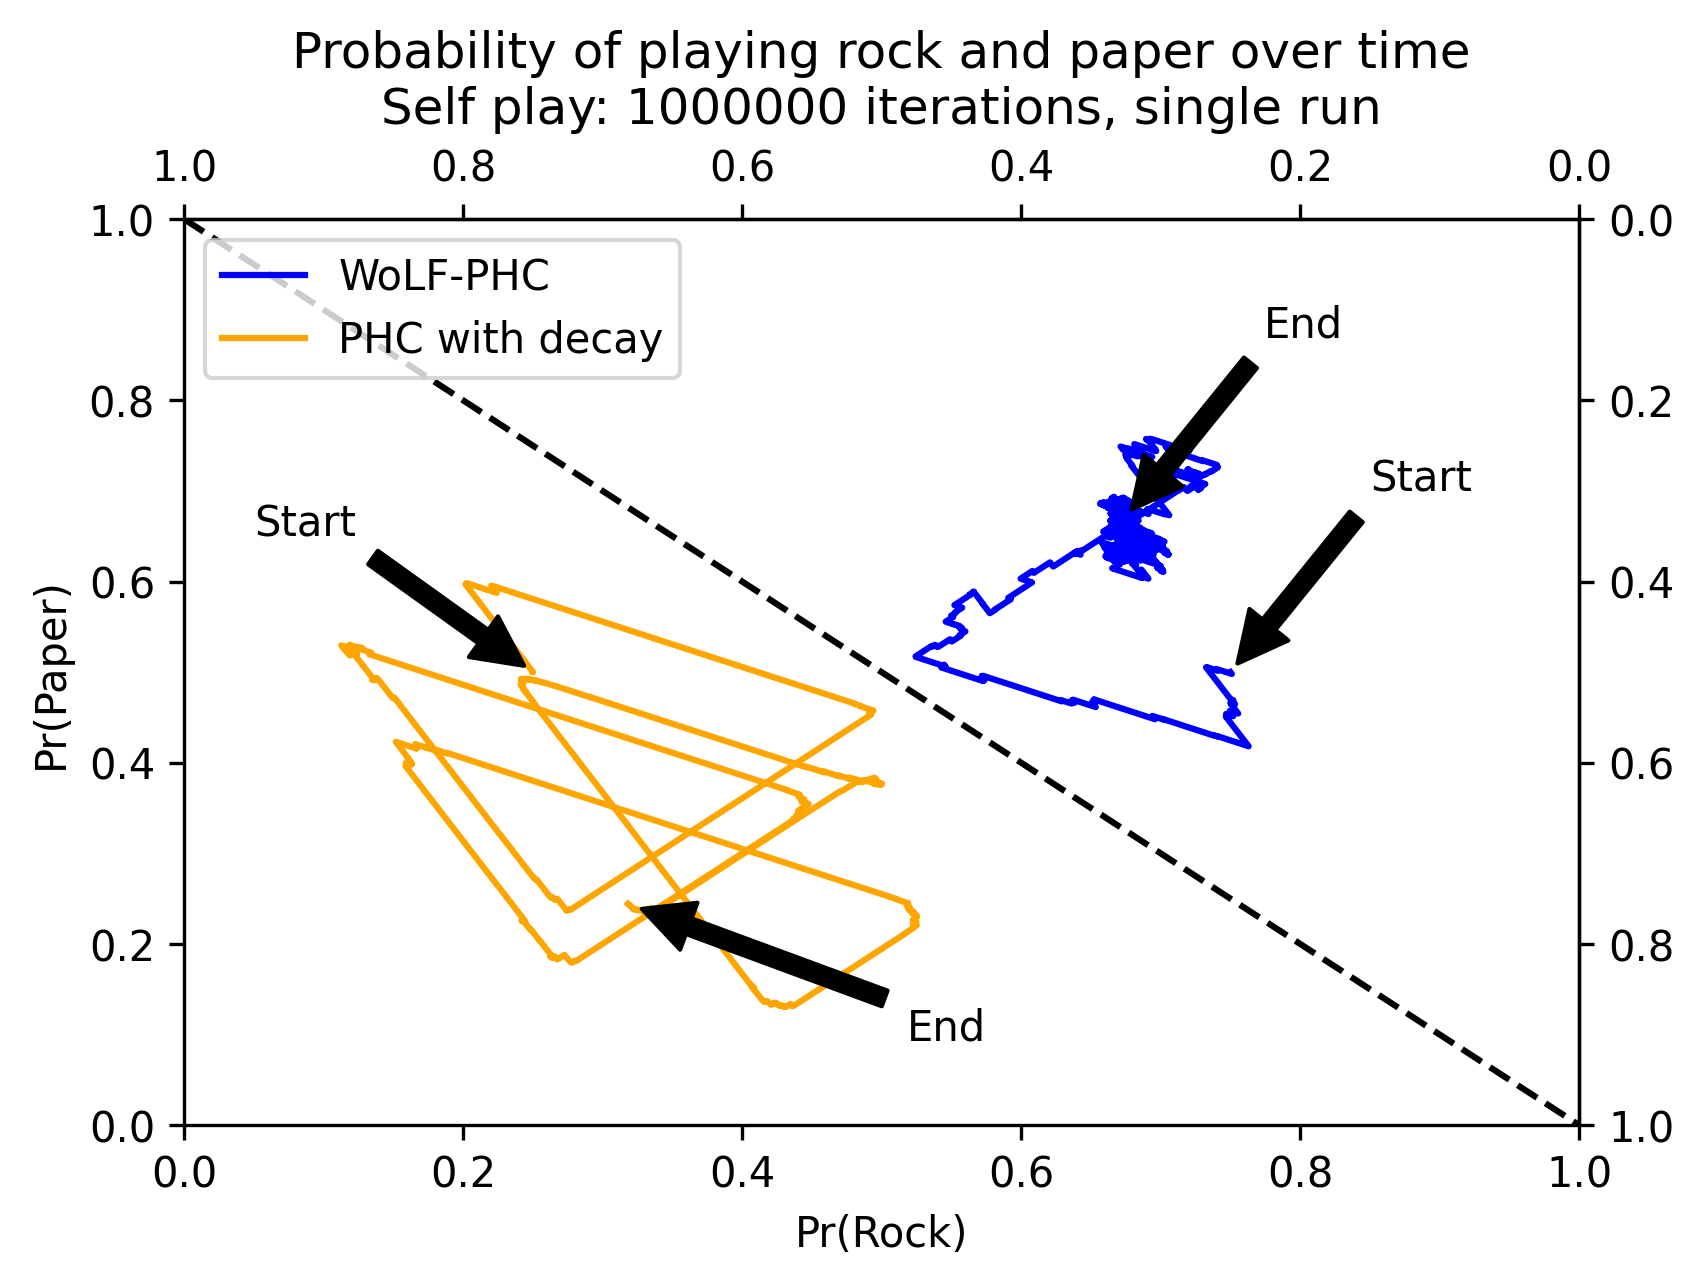 Probability of playing rock and paper over time
Self play: 1000000 iterations, single run
1.0 0.8 0.6 0.4 0.2 0.0
WoLF-PHC
PHC with decay
End
Start
Start
End
1.0
0.8
0.6
0.4
0.2
0.0
Pr(Paper)
0.0
0.2
0.4
0.6
0.8
1.0
0.0 0.2 0.4 0.6 0.8 1.0
Pr(Rock)